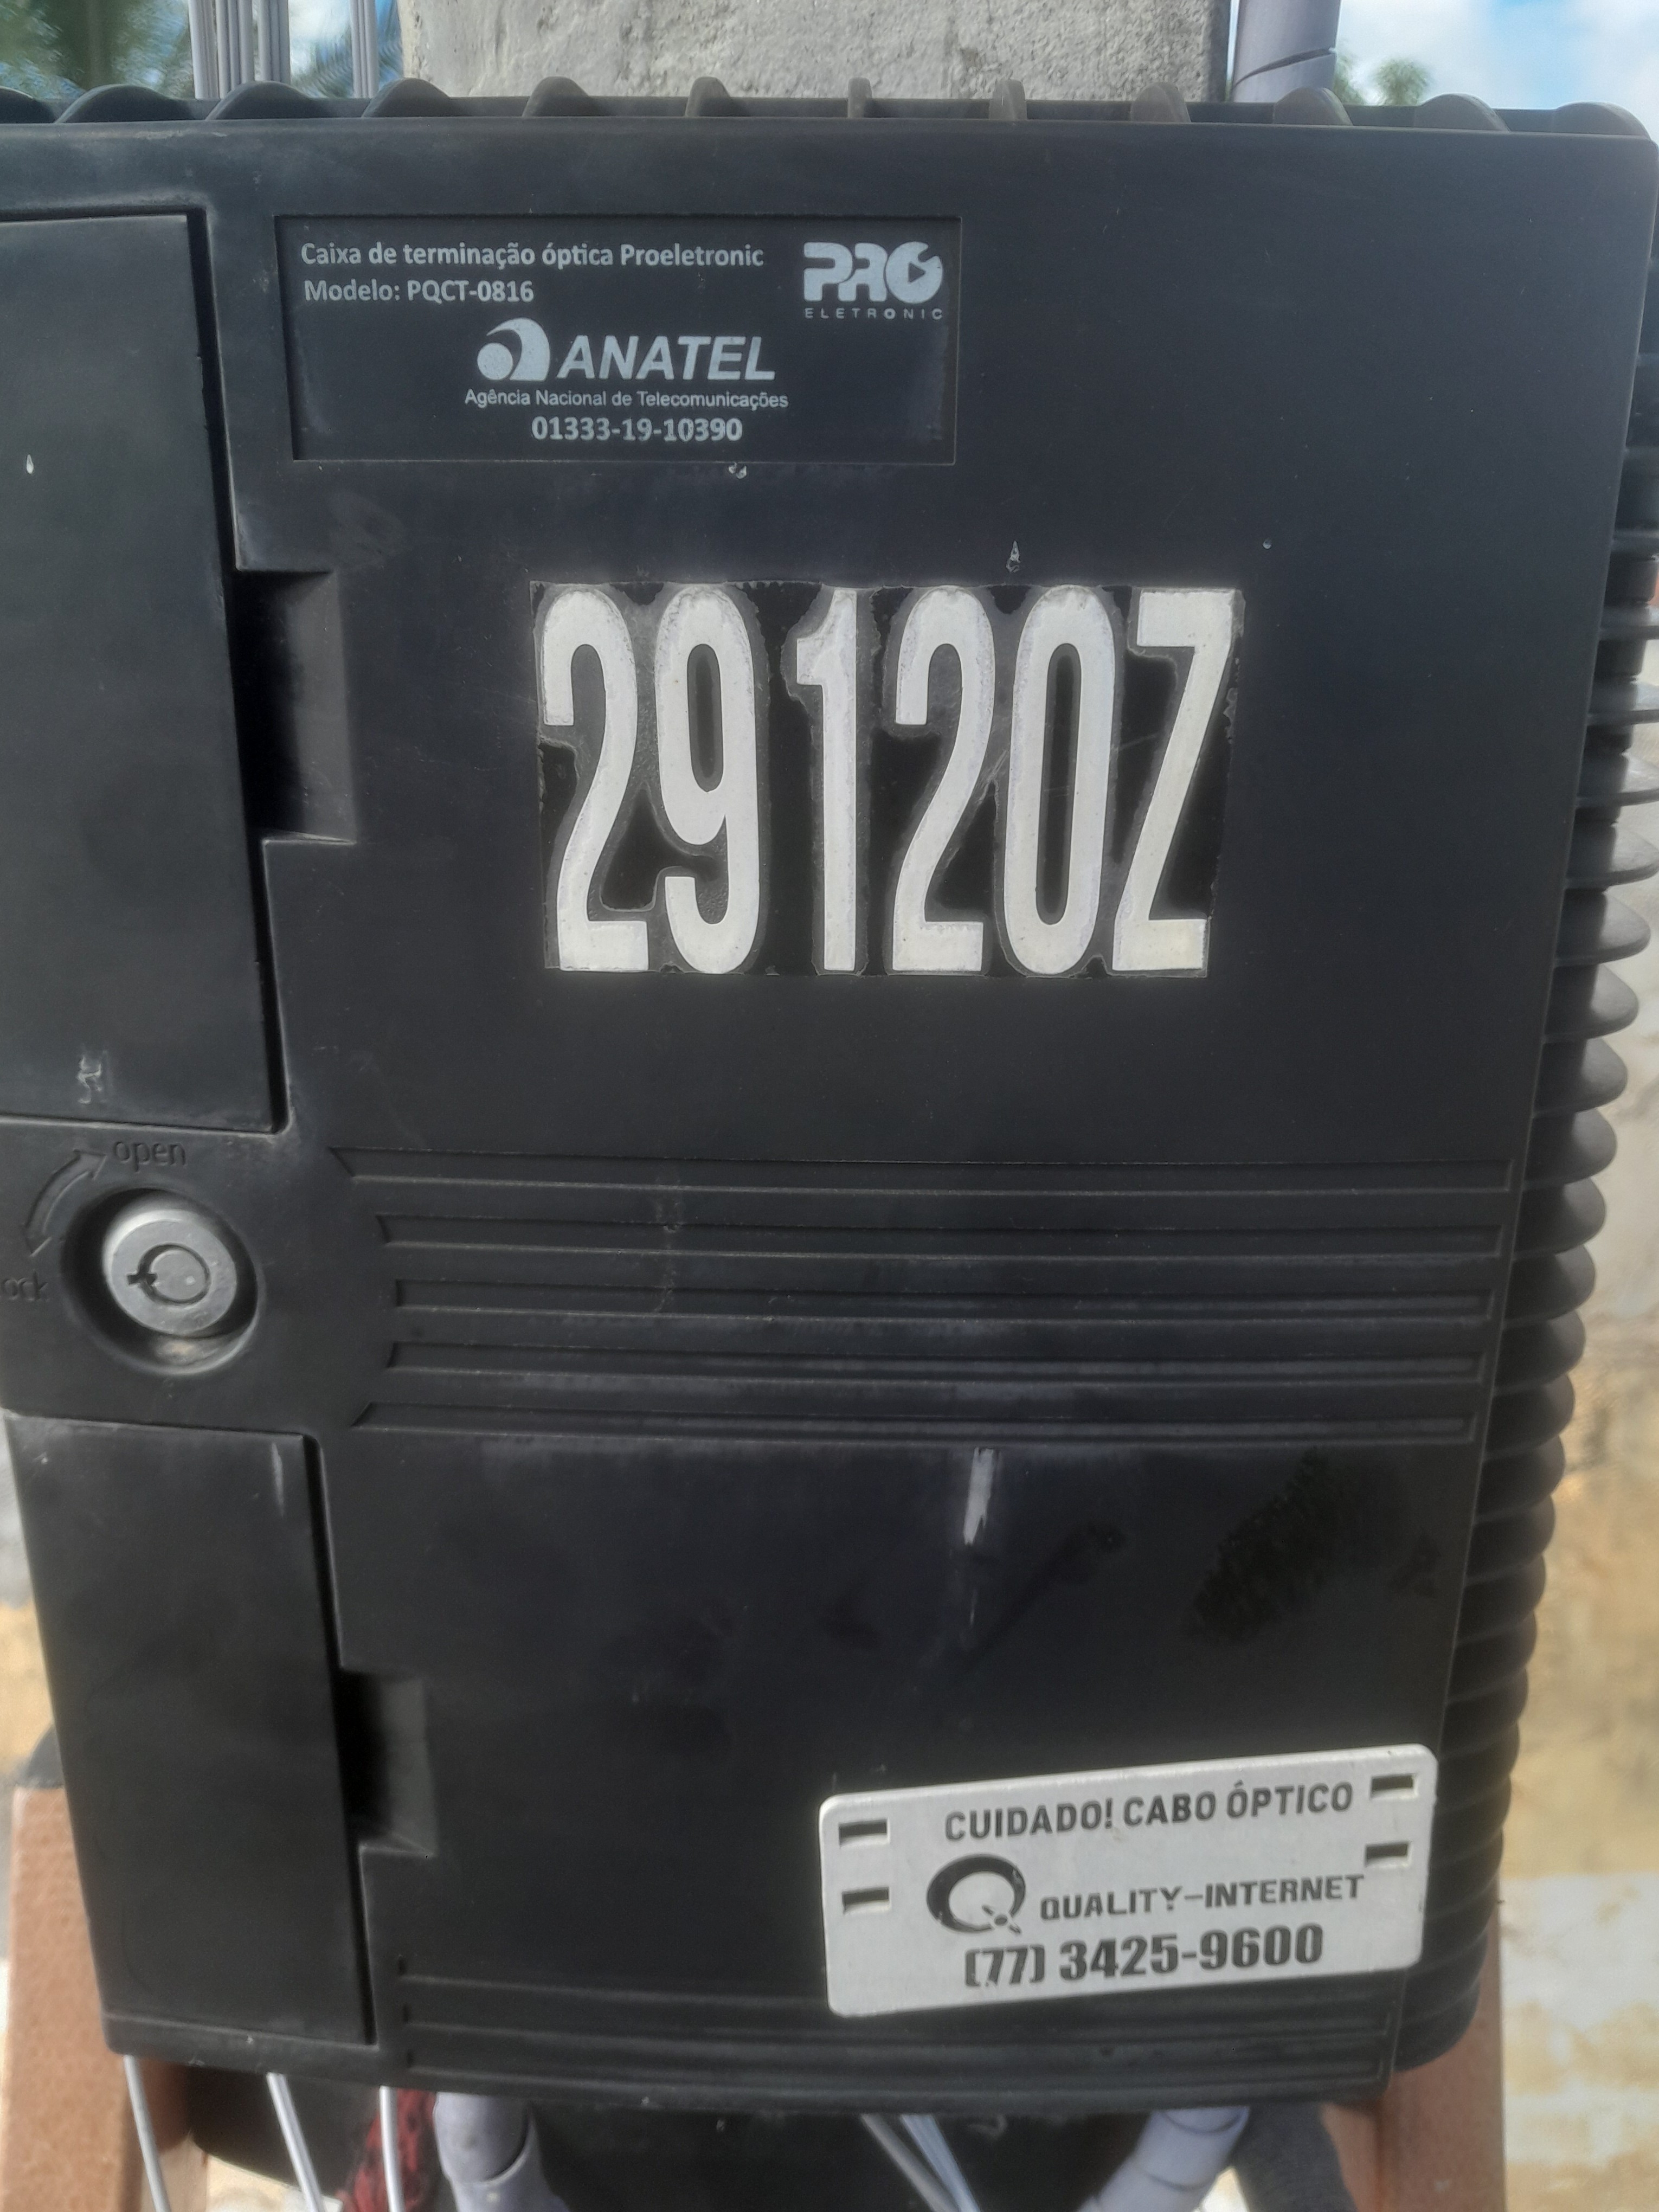 Caixa de terminação óptica Proeletronic
Modelo: PQCT-0816
PRO
ELETRONIC
ANATEL
Agência Nacional de Telecomunicações
01333-19-10390
29120Z
open
ock
CUIDADO! CABO ÓPTICO
QUALITY-INTERNET
(77) 3425-9600